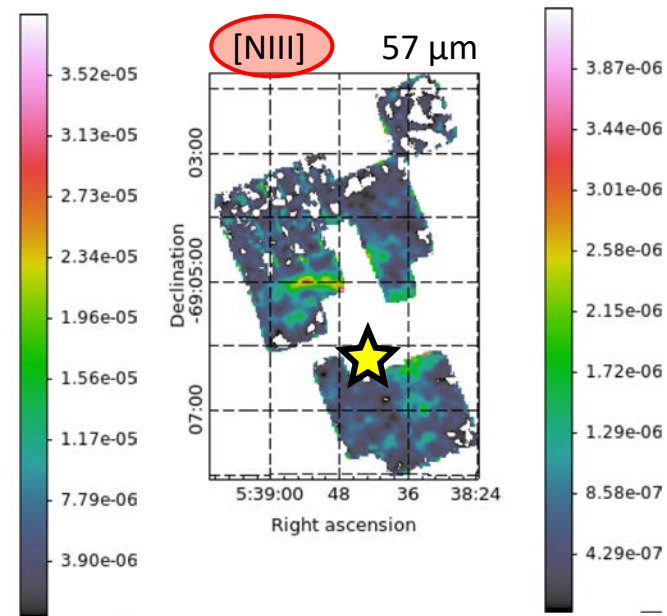 [NIII] 57 μm
3.52e-05
3.13e-05
2.73e-05
2.34e-05
1.96e-05
1.56e-05
1.17e-05
7.79e-06
3.90e-06
Declination
03:00
-69:05:00
07:00
5:39:00 48 36 38:24
Right ascension
3.87e-06
3.44e-06
3.01e-06
2.58e-06
2.15e-06
1.72e-06
1.29e-06
8.58e-07
4.29e-07